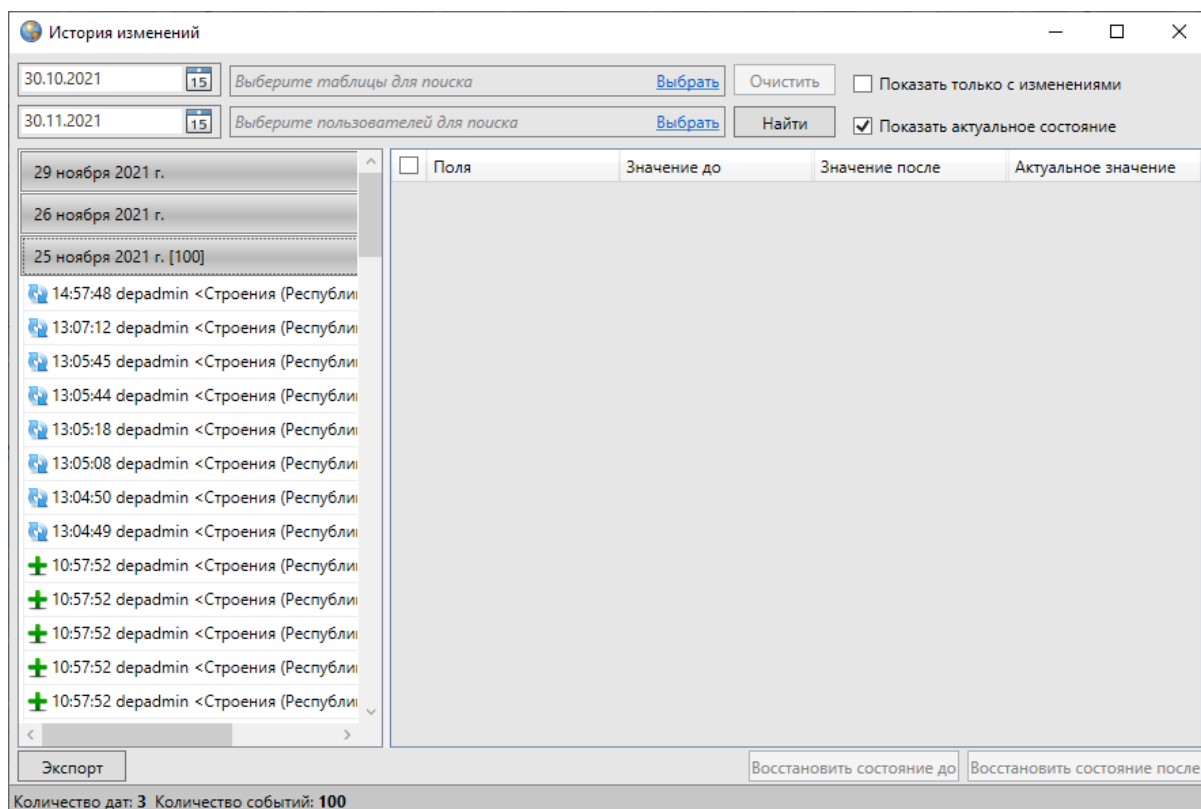 История изменений
30.10.2021 15 Выберите таблицы для поиска Выбрать Очистить Показать только с изменениями
30.11.2021 15 Выберите пользователей для поиска Выбрать Найти Показать актуальное состояние
29 ноября 2021 г.
26 ноября 2021 г.
25 ноября 2021 г. [100]
14:57:48 depadmin <Строения (Республи
13:07:12 depadmin <Строения (Республи
13:05:45 depadmin <Строения (Республи
13:05:44 depadmin <Строения (Республи
13:05:18 depadmin <Строения (Республи
13:05:08 depadmin <Строения (Республи
13:04:50 depadmin <Строения (Республи
13:04:49 depadmin <Строения (Республи
10:57:52 depadmin <Строения (Республи
10:57:52 depadmin <Строения (Республи
10:57:52 depadmin <Строения (Республи
10:57:52 depadmin <Строения (Республи
10:57:52 depadmin <Строения (Республи
Поля Значение до Значение после Актуальное значение
Экспорт Восстановить состояние до Восстановить состояние после
Количество дат: 3 Количество событий: 100